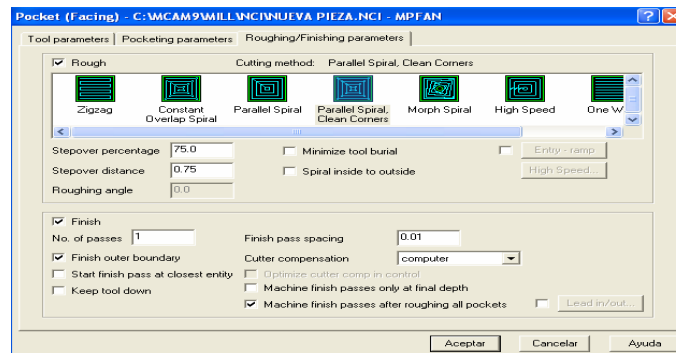 Pocket (Facing) - C:\MCAM9\MILL\NCI\NUEVA PIEZA.NCI - MPFAN
Tool parameters Pocketing parameters Roughing/Finishing parameters
Rough Cutting method: Parallel Spiral, Clean Corners
Zigzag Constant Overlap Spiral Parallel Spiral Parallel Spiral, Clean Corners Morph Spiral High Speed One W
Stepover percentage 75.0 Minimize tool burial Entry - ramp
Stepover distance 0.75 Spiral inside to outside High Speed...
Roughing angle 0.0
Finish
No. of passes 1 Finish pass spacing 0.01
Finish outer boundary Cutter compensation computer
Start finish pass at closest entity Optimize cutter comp in control
Keep tool down Machine finish passes only at final depth
Machine finish passes after roughing all pockets Lead in/out...
Aceptar Cancelar Ayuda